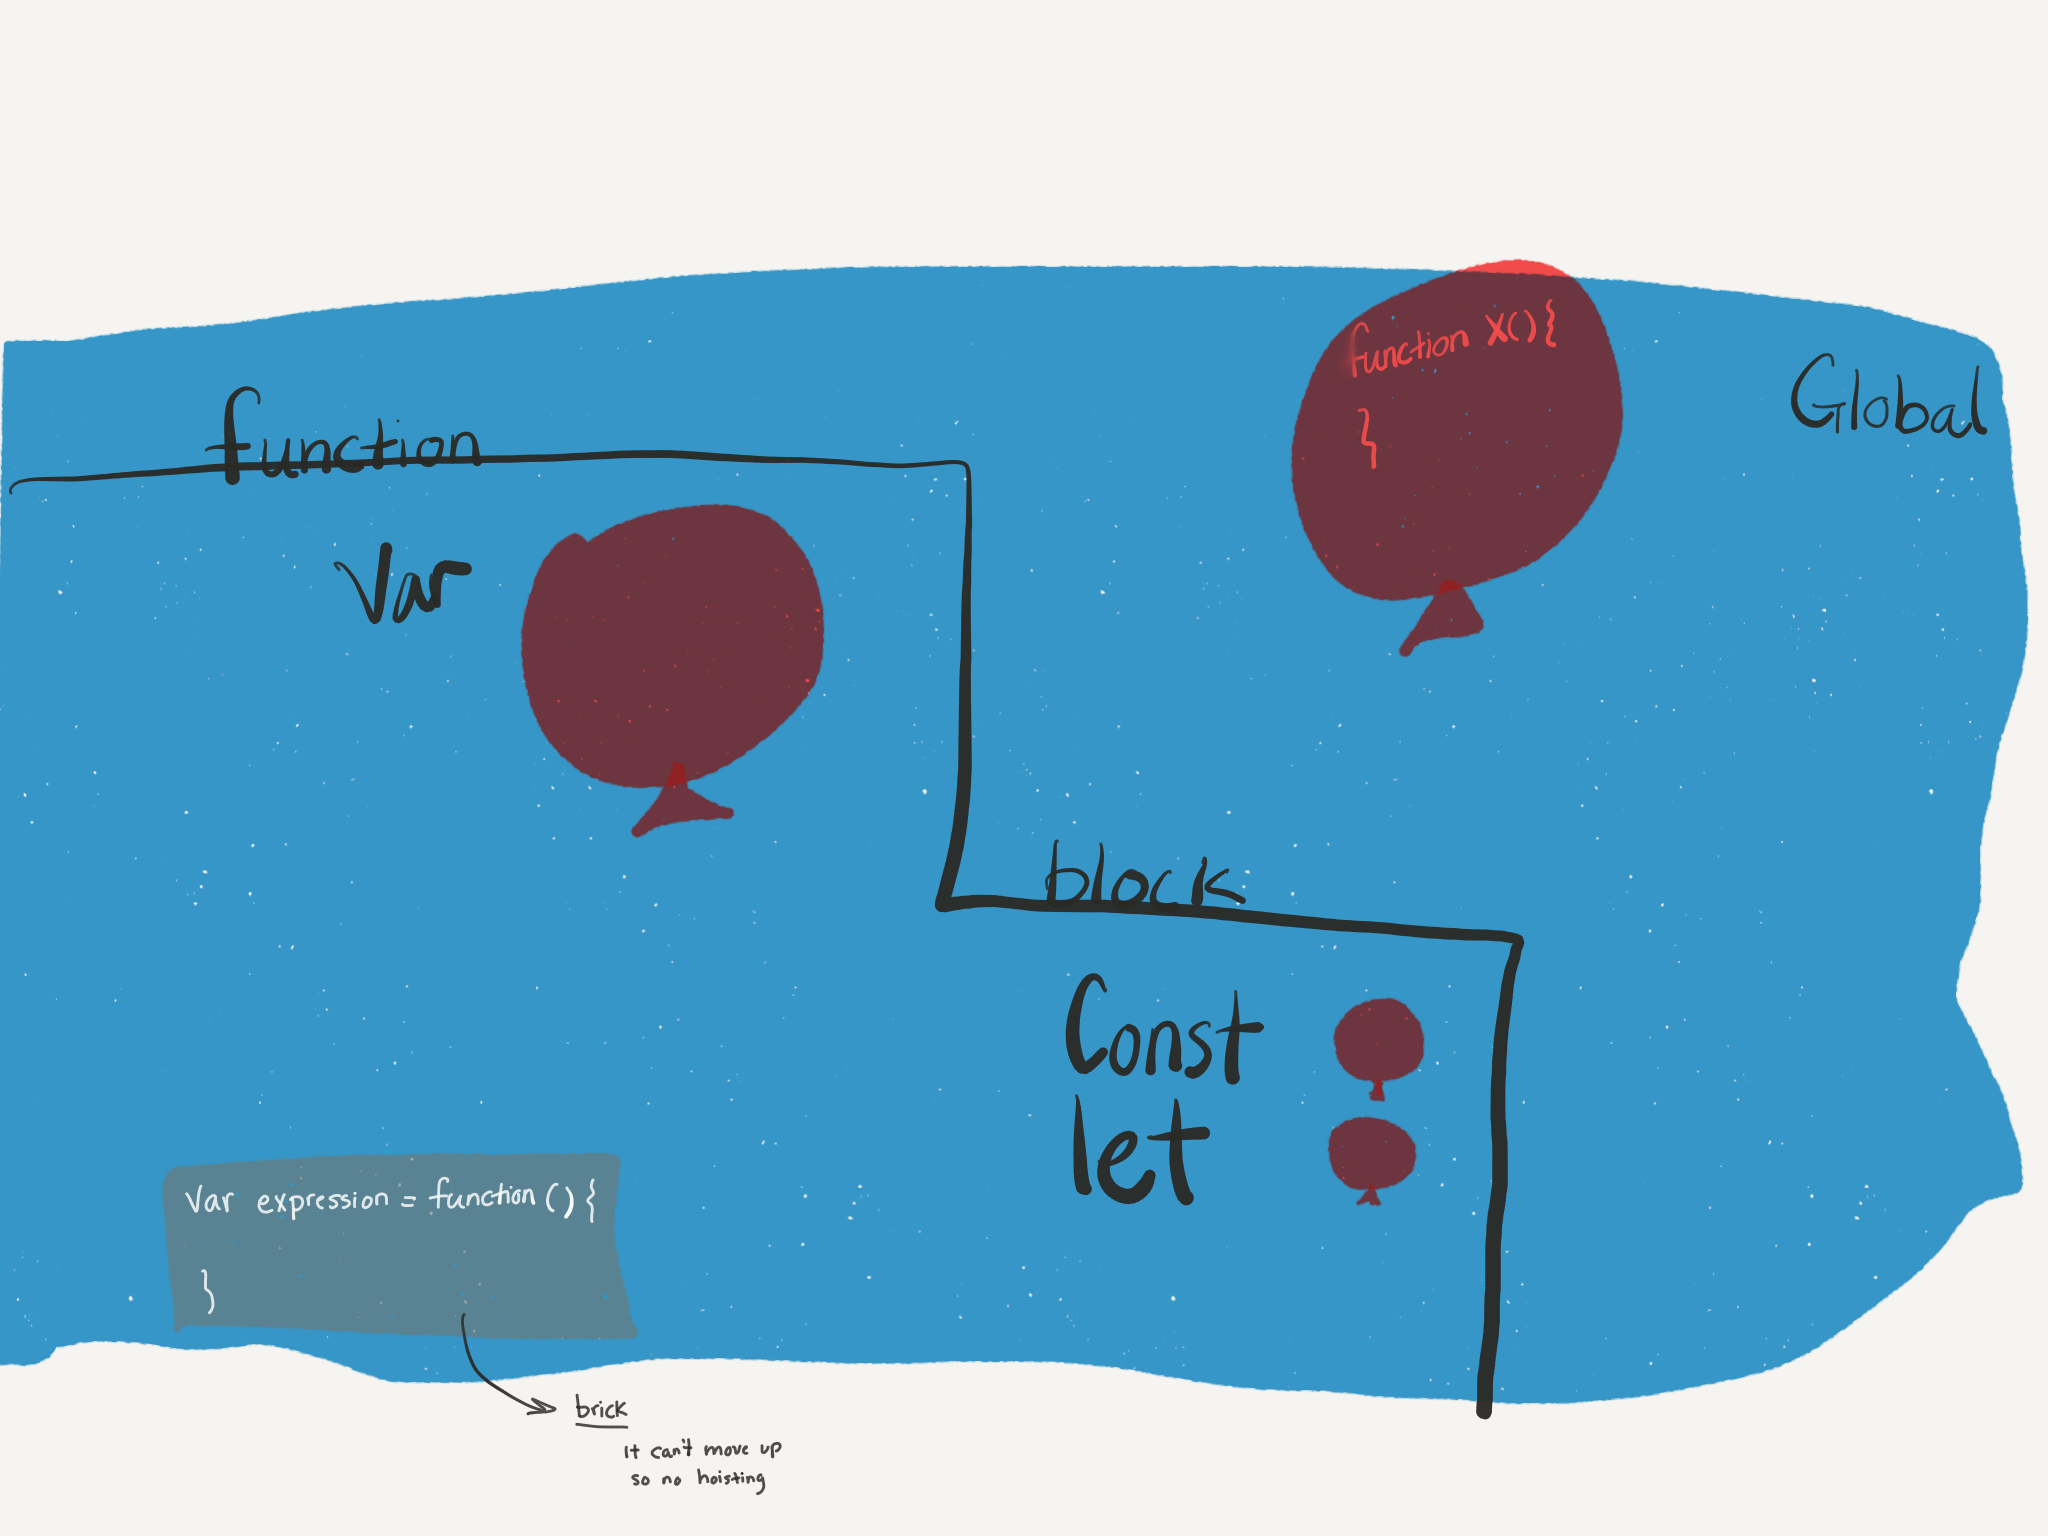 function X(){
}
Global
function
Var
block
Const
let
Var expression = function(){
}
brick
It can't move up
so no hoisting